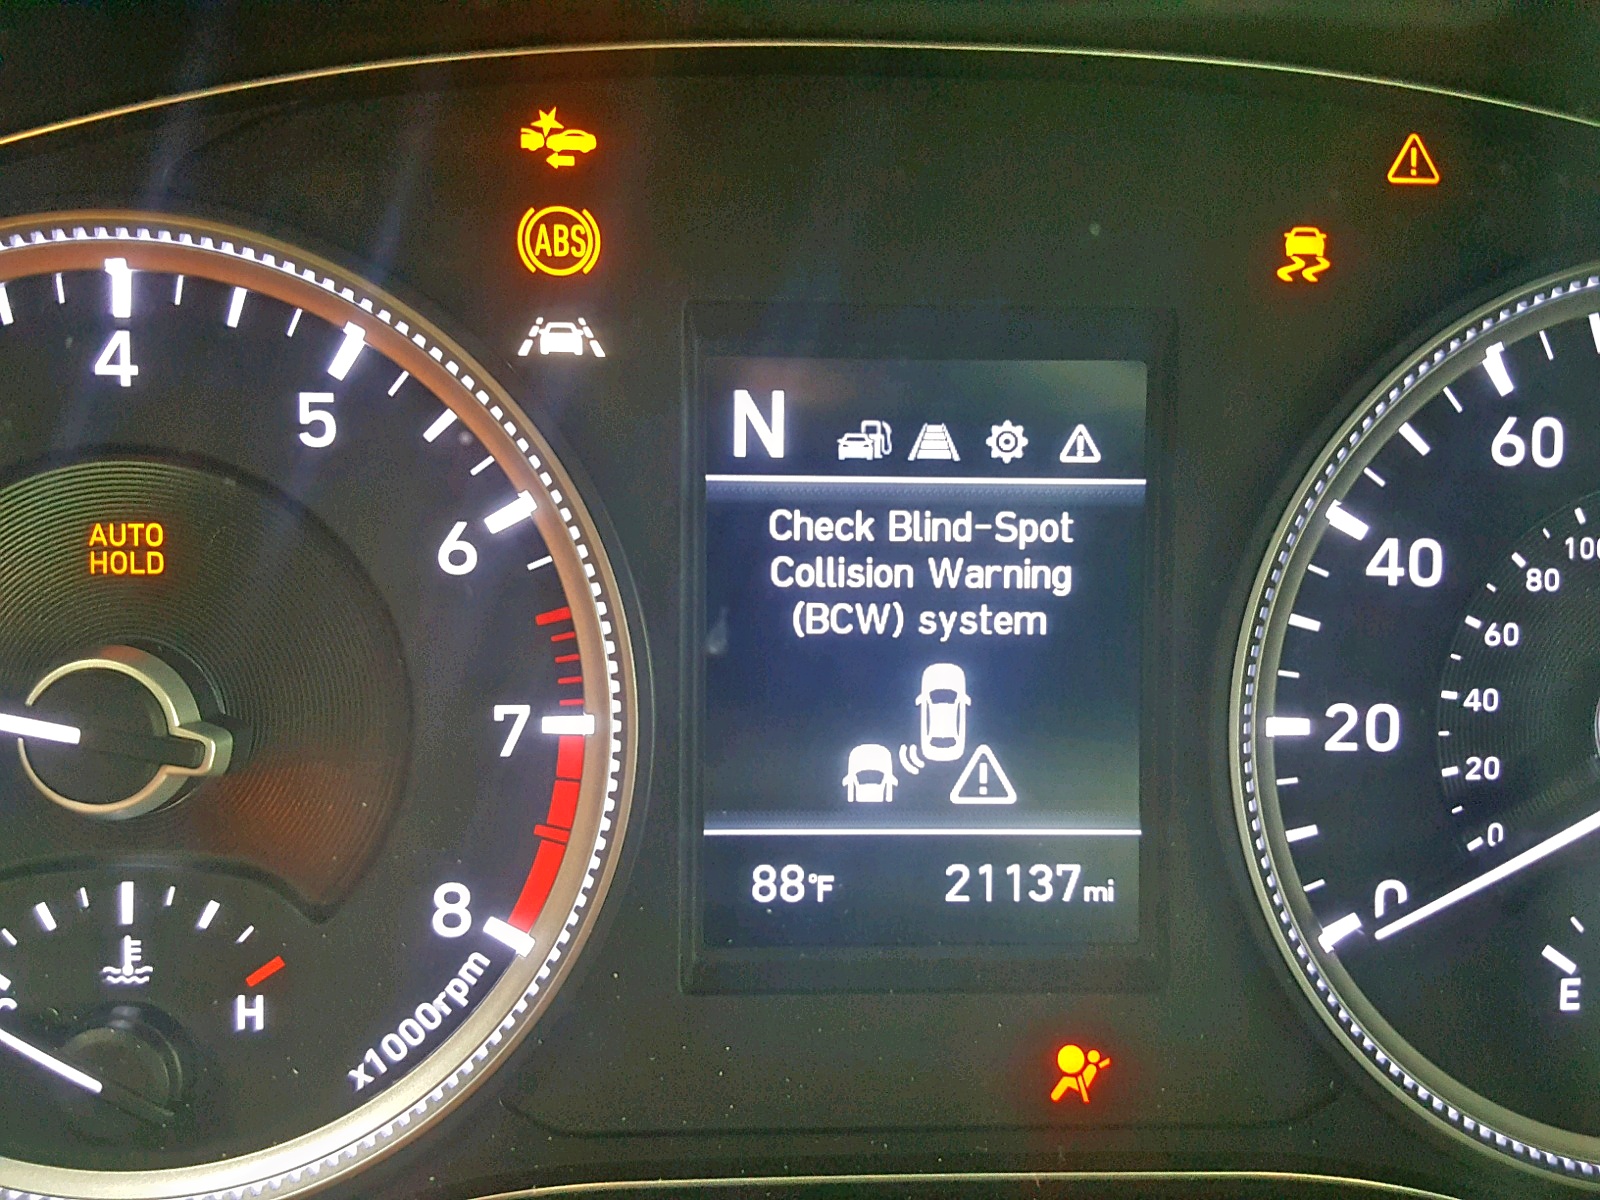 ABS
4
5
6
7
8
x1000rpm
AUTO
HOLD
H
N
Check Blind-Spot
Collision Warning
(BCW) system
88°F
21137mi
60
40
20
0
100
80
60
40
20
0
E